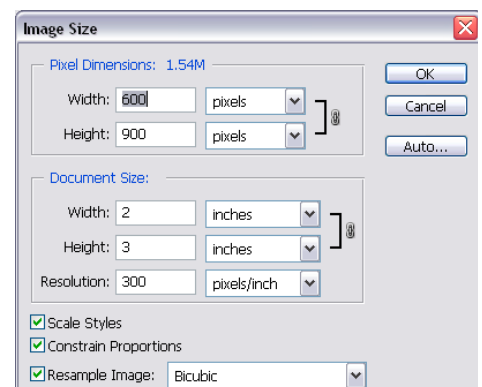 Image Size
Pixel Dimensions: 1.54M
Width: 600 pixels
Height: 900 pixels
Document Size:
Width: 2 inches
Height: 3 inches
Resolution: 300 pixels/inch
Scale Styles
Constrain Proportions
Resample Image: Bicubic
OK
Cancel
Auto...